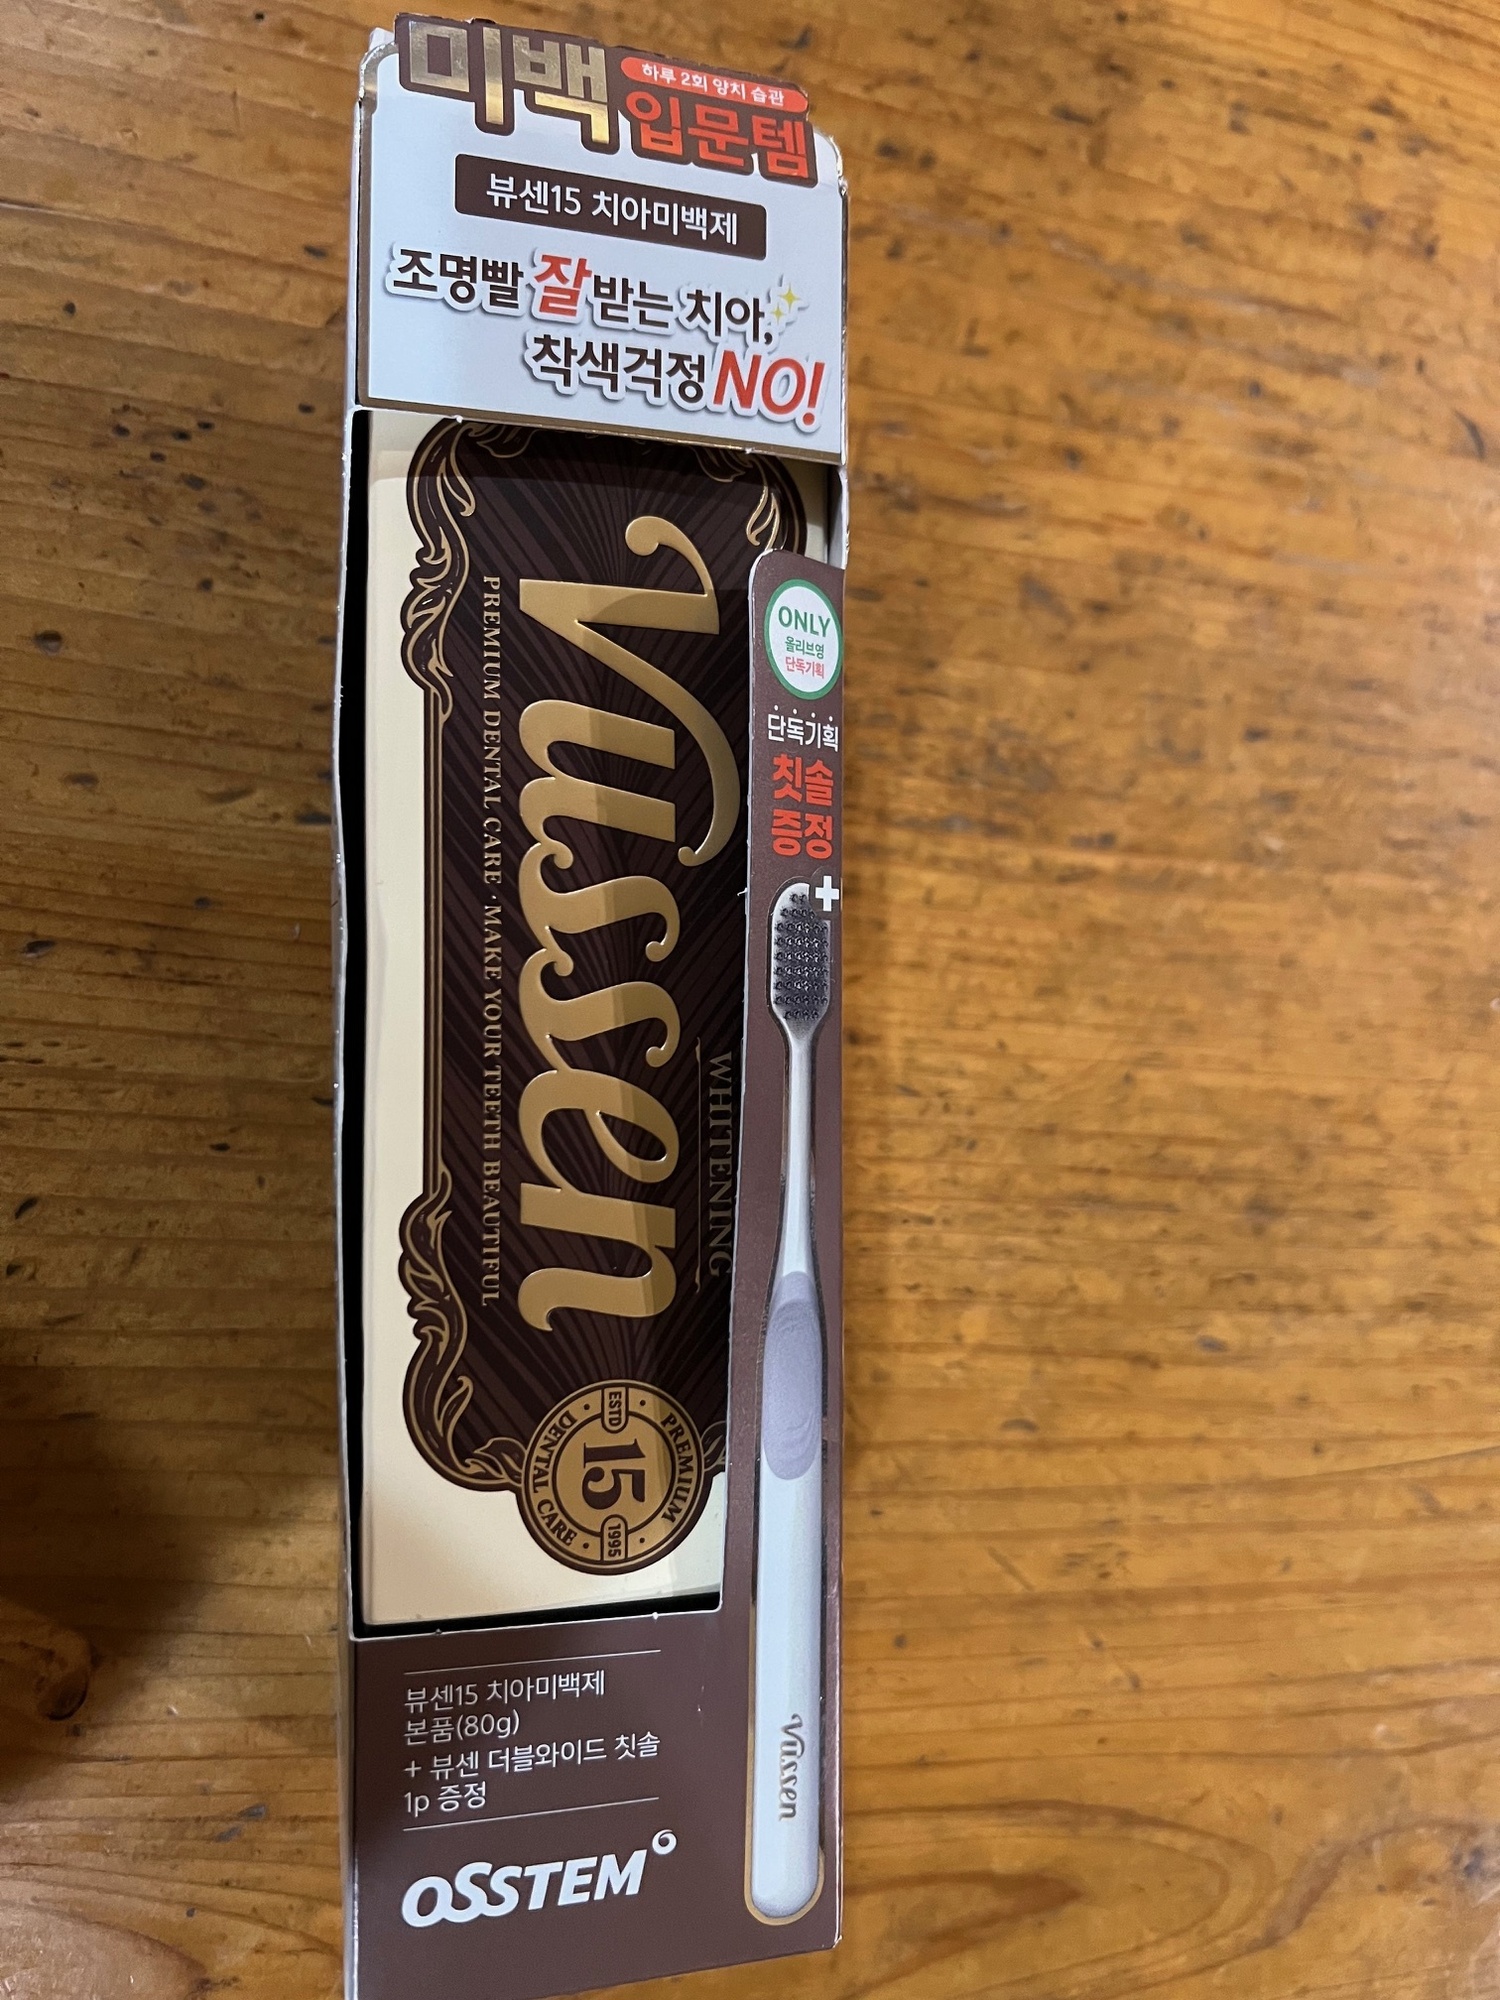 미백
하루 2회 양치 습관
입문템
뷰센15 치아미백제
조명빨 잘 받는 치아,
착색걱정 NO!
Vussen
PREMIUM DENTAL CARE · MAKE YOUR TEETH BEAUTIFUL
WHITENING
PREMIUM
ESTD 15 1995
DENTAL CARE
ONLY
올리브영
단독기획
단독기획
칫솔
증정
+
Vussen
뷰센15 치아미백제
본품(80g)
+ 뷰센 더블와이드 칫솔
1p 증정
OSSTEM